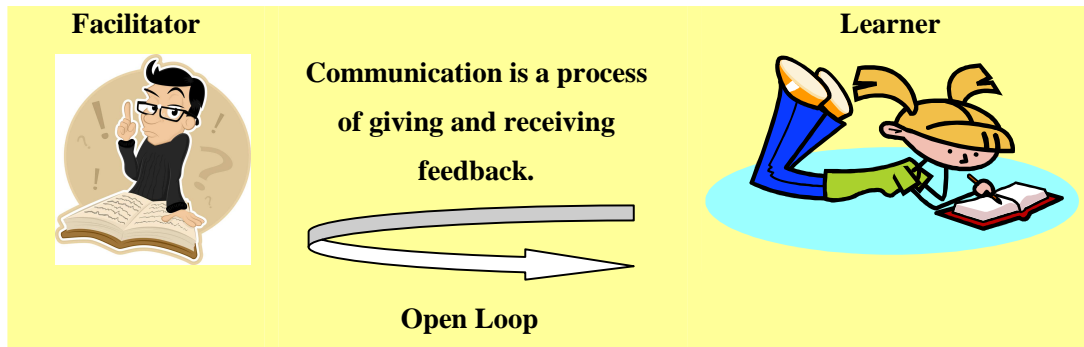 Facilitator
Communication is a process
of giving and receiving
feedback.
Open Loop
Learner